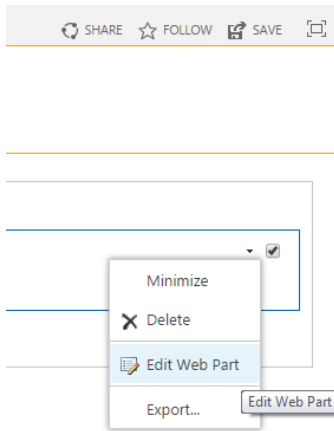 SHARE FOLLOW SAVE
Minimize
Delete
Edit Web Part
Edit Web Part
Export...